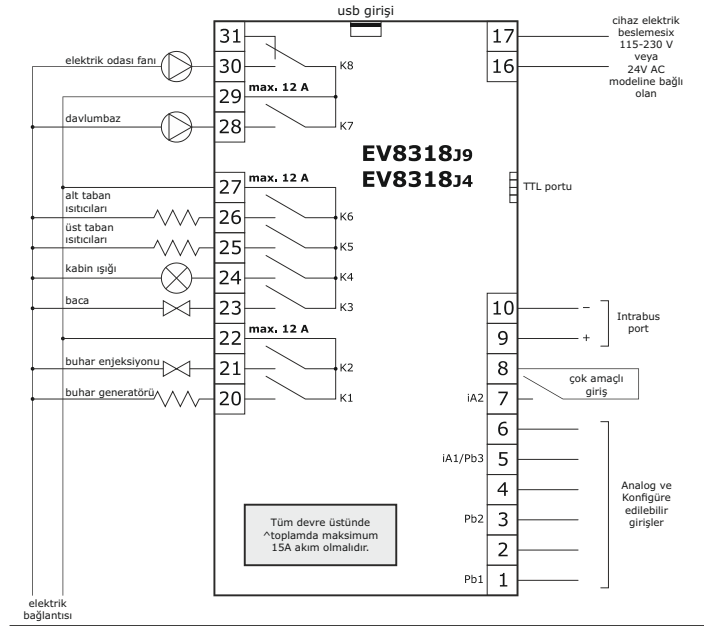 usb girişi
31
30
29
28
27
26
25
24
23
22
21
20
elektrik odası fanı
davlumbaz
alt taban
ısıtıcıları
üst taban
ısıtıcıları
kabin ışığı
baca
buhar enjeksiyonu
buhar generatörü
elektrik
bağlantısı
max. 12 A
max. 12 A
max. 12 A
K8
K7
K6
K5
K4
K3
K2
K1
EV8318J9
EV8318J4
Tüm devre üstünde
^toplamda maksimum
15A akım olmalıdır.
17
16
cihaz elektrik
beslemesix
115-230 V
veya
24V AC
modeline bağlı
olan
TTL portu
10
9
8
7
6
5
4
3
2
1
−
+
Intrabus
port
çok amaçlı
giriş
iA2
iA1/Pb3
Pb2
Pb1
Analog ve
Konfigüre
edilebilir
girişler